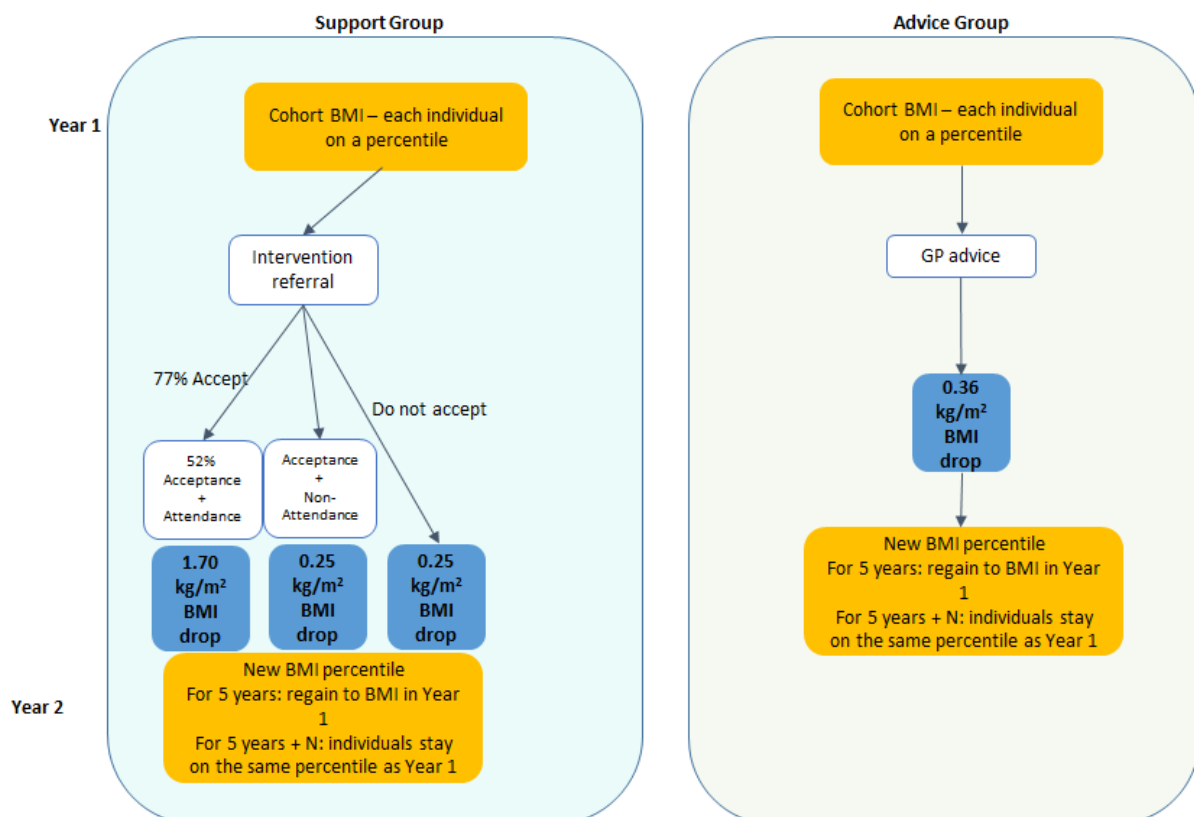 Support Group
Advice Group
Year 1
Cohort BMI – each individual
on a percentile
Cohort BMI – each individual
on a percentile
Intervention
referral
GP advice
77% Accept
Do not accept
0.36
kg/m²
BMI
drop
52%
Acceptance
+
Attendance
Acceptance
+
Non-
Attendance
1.70
kg/m²
BMI
drop
0.25
kg/m²
BMI
drop
0.25
kg/m²
BMI
drop
New BMI percentile
For 5 years: regain to BMI in Year
1
For 5 years + N: individuals stay
on the same percentile as Year 1
Year 2
New BMI percentile
For 5 years: regain to BMI in Year
1
For 5 years + N: individuals stay
on the same percentile as Year 1